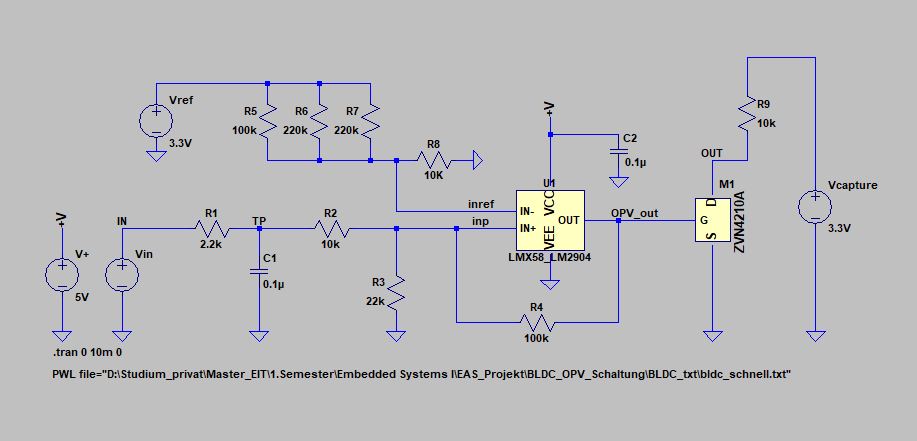 Vref
3.3V
R5
100k
R6
220k
R7
220k
R8
10K
+V
C2
0.1µ
R9
10k
OUT
M1
D
G
S
ZVN4210A
Vcapture
3.3V
U1
VCC
IN-
IN+
OUT
VEE
LMX58_LM2904
inref
inp
OPV_out
+V
V+
5V
IN
Vin
R1
2.2k
TP
C1
0.1µ
R2
10k
R3
22k
R4
100k
.tran 0 10m 0
PWL file="D:\Studium_privat\Master_EIT\1.Semester\Embedded Systems I\EAS_Projekt\BLDC_OPV_Schaltung\BLDC_txt\bldc_schnell.txt"